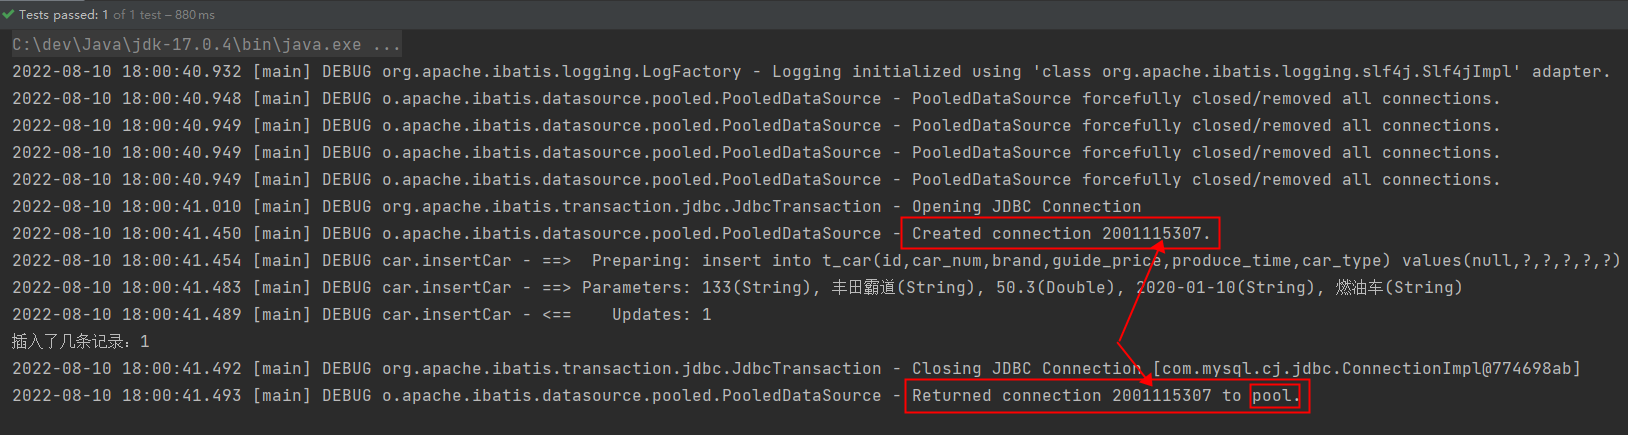 Tests passed: 1 of 1 test – 880 ms
C:\dev\Java\jdk-17.0.4\bin\java.exe ...
2022-08-10 18:00:40.932 [main] DEBUG org.apache.ibatis.logging.LogFactory - Logging initialized using 'class org.apache.ibatis.logging.slf4j.Slf4jImpl' adapter.
2022-08-10 18:00:40.948 [main] DEBUG o.apache.ibatis.datasource.pooled.PooledDataSource - PooledDataSource forcefully closed/removed all connections.
2022-08-10 18:00:40.949 [main] DEBUG o.apache.ibatis.datasource.pooled.PooledDataSource - PooledDataSource forcefully closed/removed all connections.
2022-08-10 18:00:40.949 [main] DEBUG o.apache.ibatis.datasource.pooled.PooledDataSource - PooledDataSource forcefully closed/removed all connections.
2022-08-10 18:00:40.949 [main] DEBUG o.apache.ibatis.datasource.pooled.PooledDataSource - PooledDataSource forcefully closed/removed all connections.
2022-08-10 18:00:41.010 [main] DEBUG org.apache.ibatis.transaction.jdbc.JdbcTransaction - Opening JDBC Connection
2022-08-10 18:00:41.450 [main] DEBUG o.apache.ibatis.datasource.pooled.PooledDataSource - Created connection 2001115307.
2022-08-10 18:00:41.454 [main] DEBUG car.insertCar - ==>  Preparing: insert into t_car(id,car_num,brand,guide_price,produce_time,car_type) values(null,?,?,?,?,?)
2022-08-10 18:00:41.483 [main] DEBUG car.insertCar - ==> Parameters: 133(String), 丰田霸道(String), 50.3(Double), 2020-01-10(String), 燃油车(String)
2022-08-10 18:00:41.489 [main] DEBUG car.insertCar - <==    Updates: 1
插入了几条记录：1
2022-08-10 18:00:41.492 [main] DEBUG org.apache.ibatis.transaction.jdbc.JdbcTransaction - Closing JDBC Connection [com.mysql.cj.jdbc.ConnectionImpl@774698ab]
2022-08-10 18:00:41.493 [main] DEBUG o.apache.ibatis.datasource.pooled.PooledDataSource - Returned connection 2001115307 to pool.